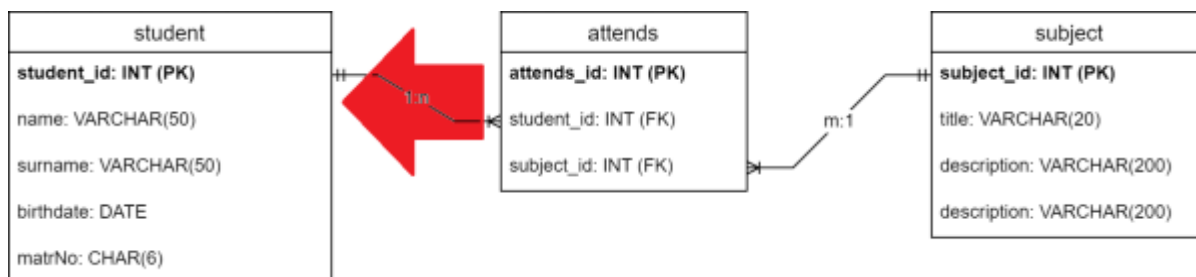 student
student_id: INT (PK)
name: VARCHAR(50)
surname: VARCHAR(50)
birthdate: DATE
matrNo: CHAR(6)
1:n
attends
attends_id: INT (PK)
student_id: INT (FK)
subject_id: INT (FK)
m:1
subject
subject_id: INT (PK)
title: VARCHAR(20)
description: VARCHAR(200)
description: VARCHAR(200)